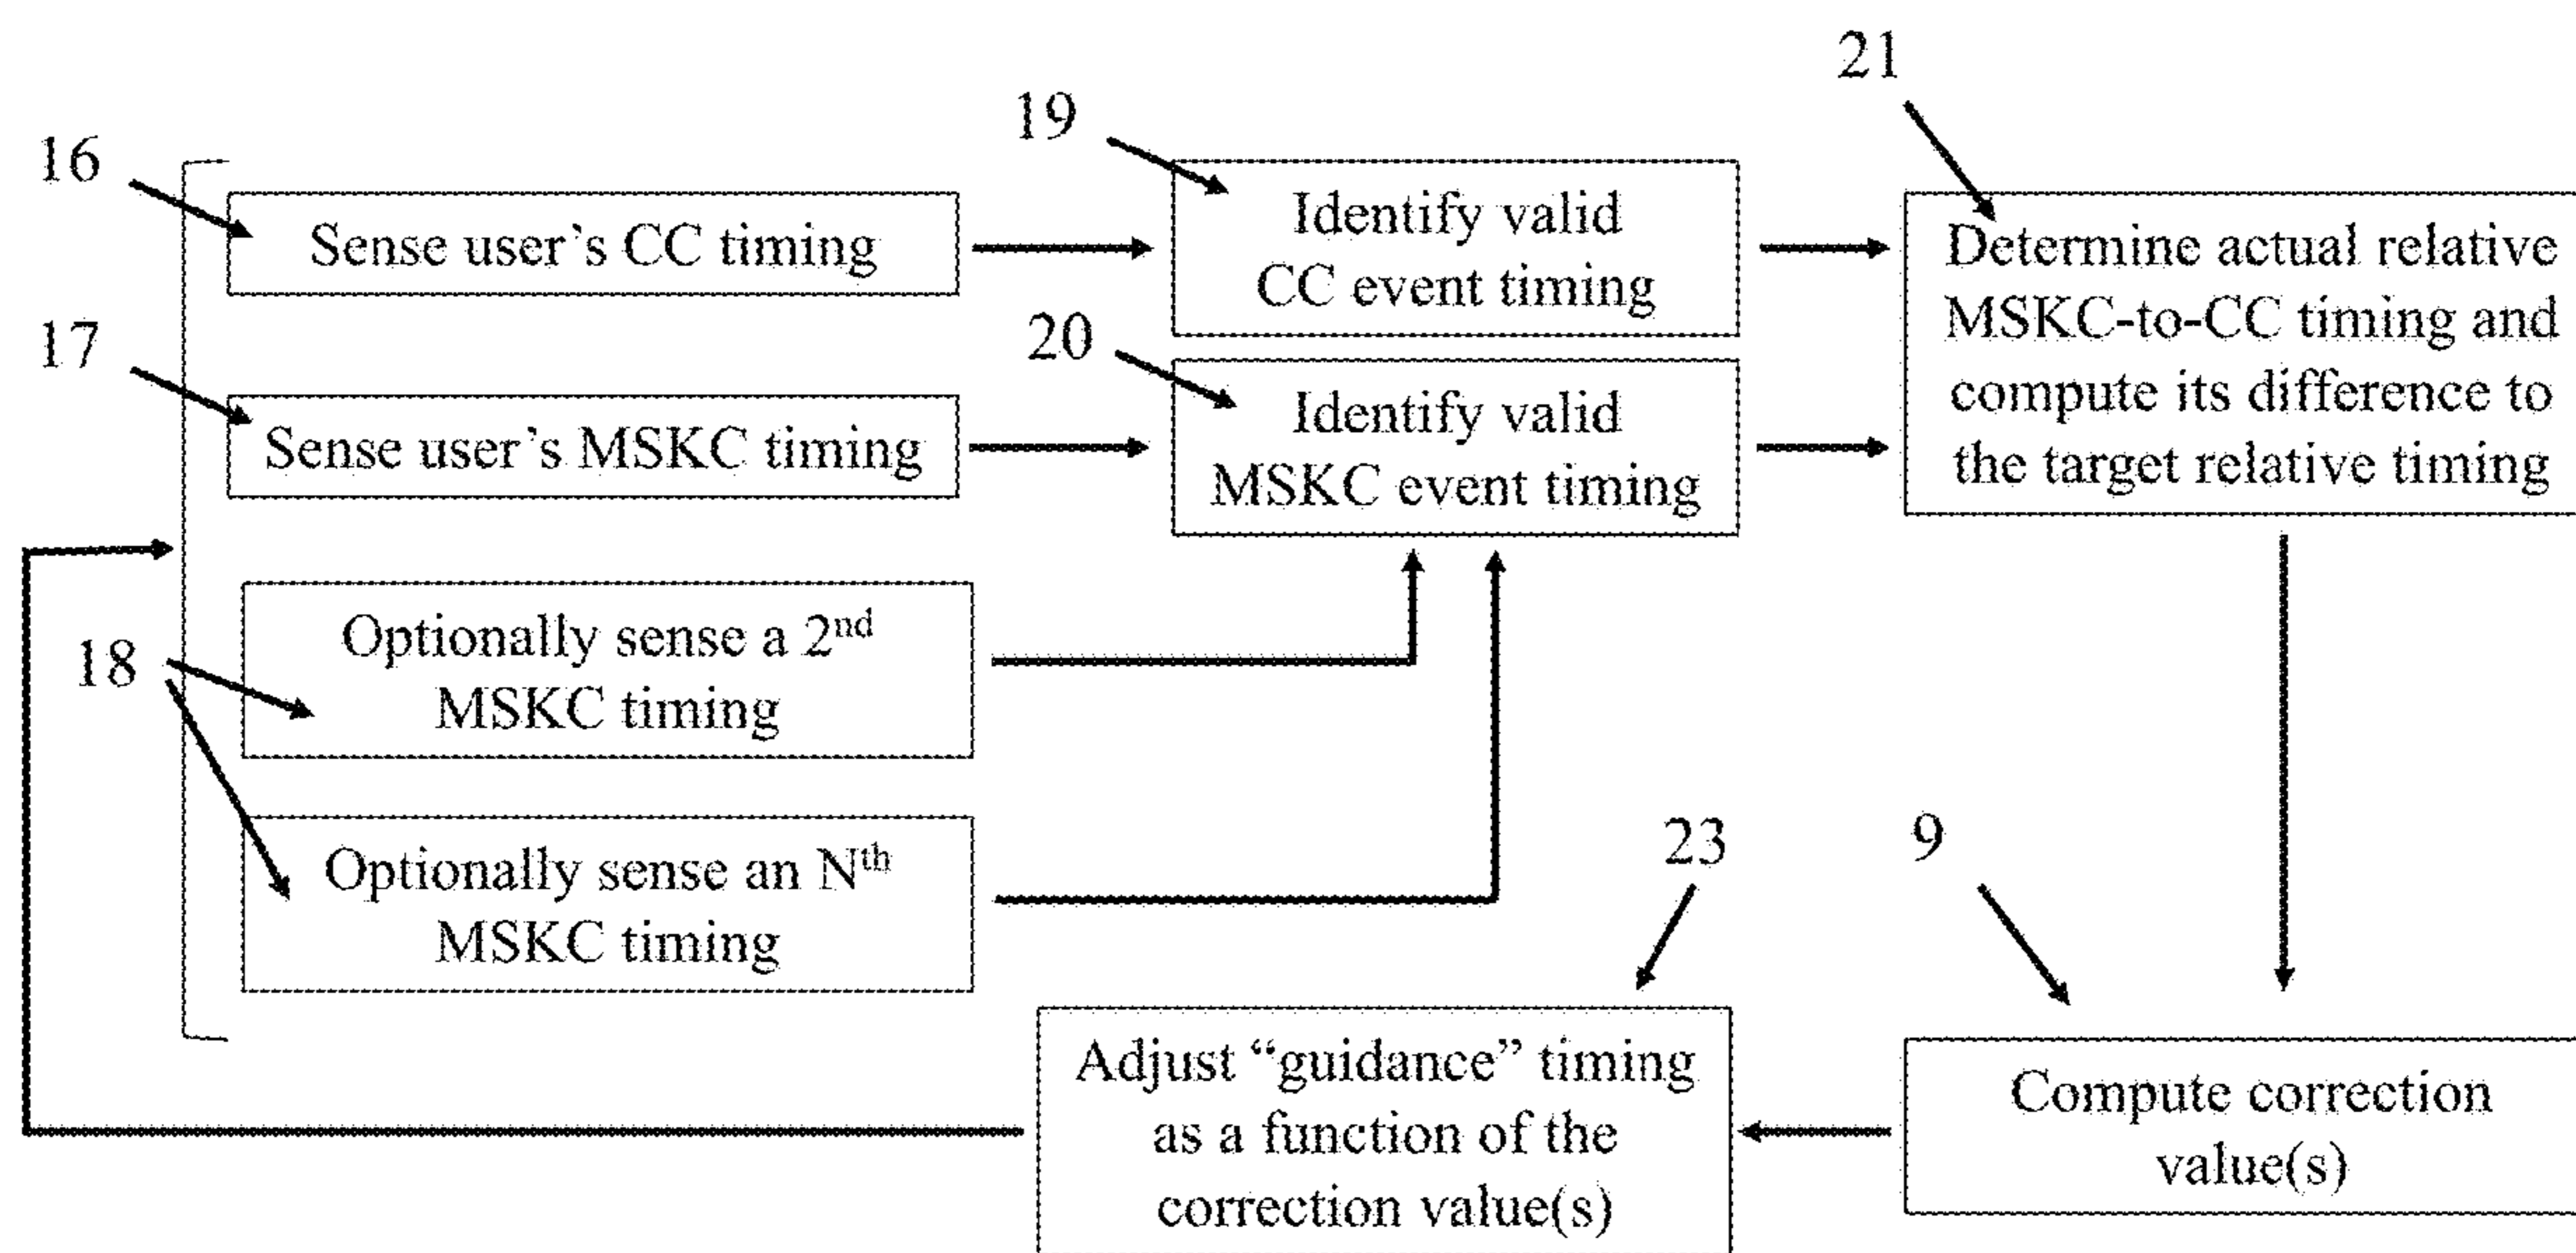 21
19
16
Sense user's CC timing
Identify valid
CC event timing
Determine actual relative
MSKC-to-CC timing and
compute its difference to
the target relative timing
17
20
Sense user's MSKC timing
Identify valid
MSKC event timing
18
Optionally sense a 2nd
MSKC timing
Optionally sense an Nth
MSKC timing
23
9
Adjust “guidance” timing
as a function of the
correction value(s)
Compute correction
value(s)